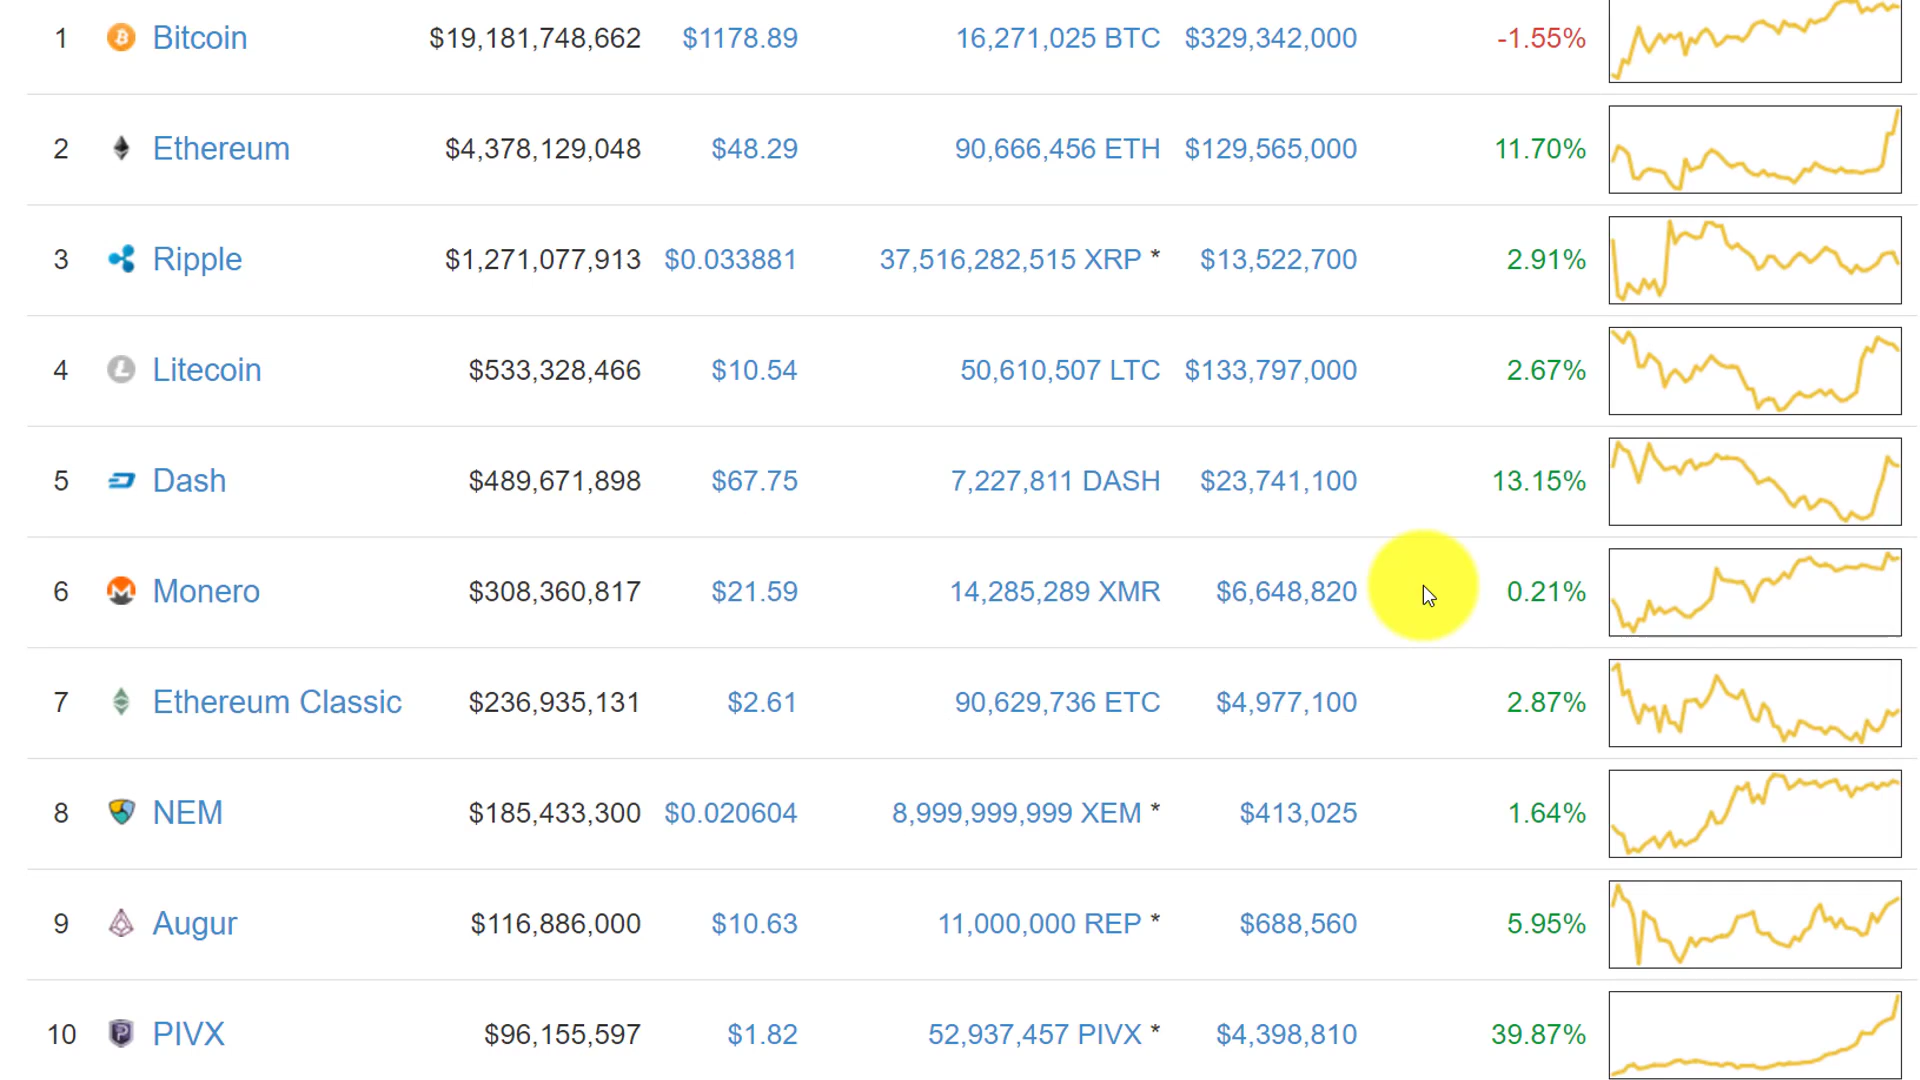 1 Bitcoin $19,181,748,662 $1178.89 16,271,025 BTC $329,342,000 -1.55%
2 Ethereum $4,378,129,048 $48.29 90,666,456 ETH $129,565,000 11.70%
3 Ripple $1,271,077,913 $0.033881 37,516,282,515 XRP * $13,522,700 2.91%
4 Litecoin $533,328,466 $10.54 50,610,507 LTC $133,797,000 2.67%
5 Dash $489,671,898 $67.75 7,227,811 DASH $23,741,100 13.15%
6 Monero $308,360,817 $21.59 14,285,289 XMR $6,648,820 0.21%
7 Ethereum Classic $236,935,131 $2.61 90,629,736 ETC $4,977,100 2.87%
8 NEM $185,433,300 $0.020604 8,999,999,999 XEM * $413,025 1.64%
9 Augur $116,886,000 $10.63 11,000,000 REP * $688,560 5.95%
10 PIVX $96,155,597 $1.82 52,937,457 PIVX * $4,398,810 39.87%